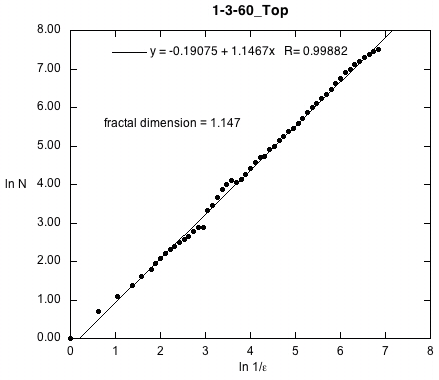 1-3-60_Top
8.00
y = -0.19075 + 1.1467x R= 0.99882
7.00
6.00
fractal dimension = 1.147
5.00
ln N
4.00
3.00
2.00
1.00
0.00
0 1 2 3 4 5 6 7 8
ln 1/ε